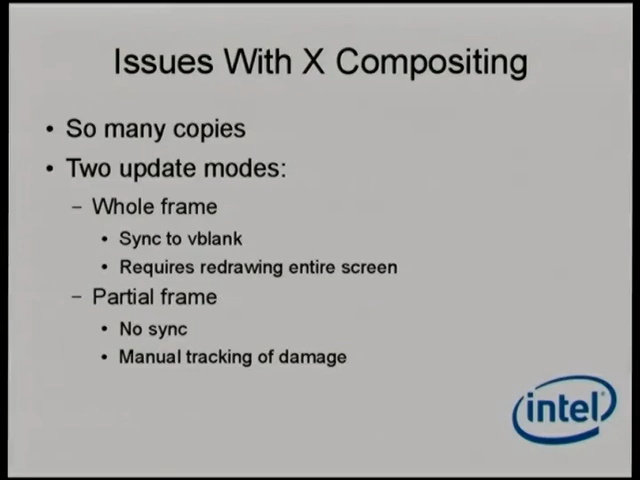 Issues With X Compositing
• So many copies
• Two update modes:
– Whole frame
• Sync to vblank
• Requires redrawing entire screen
– Partial frame
• No sync
• Manual tracking of damage
intel